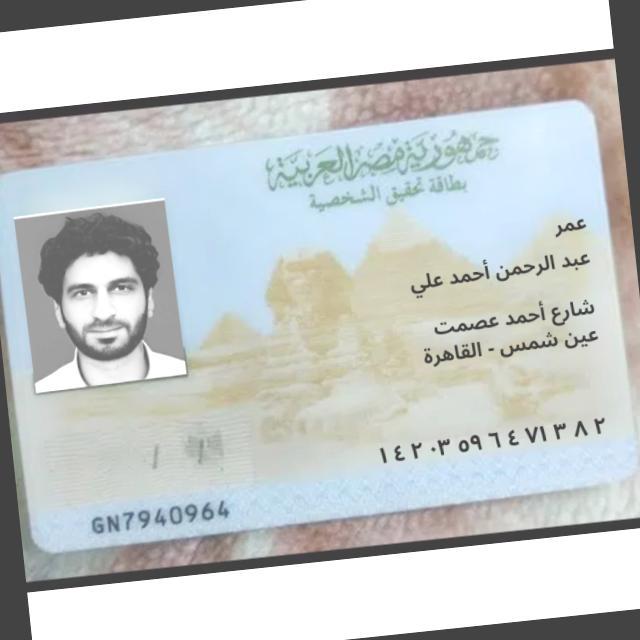 جمهورية مصر العربية
بطاقة تحقيق الشخصية
عمر
عبد الرحمن أحمد علي
شارع أحمد عصمت
عين شمس - القاهرة
١٤٢٠٣٥٩٦٤٧١٣٨٢
GN7940964